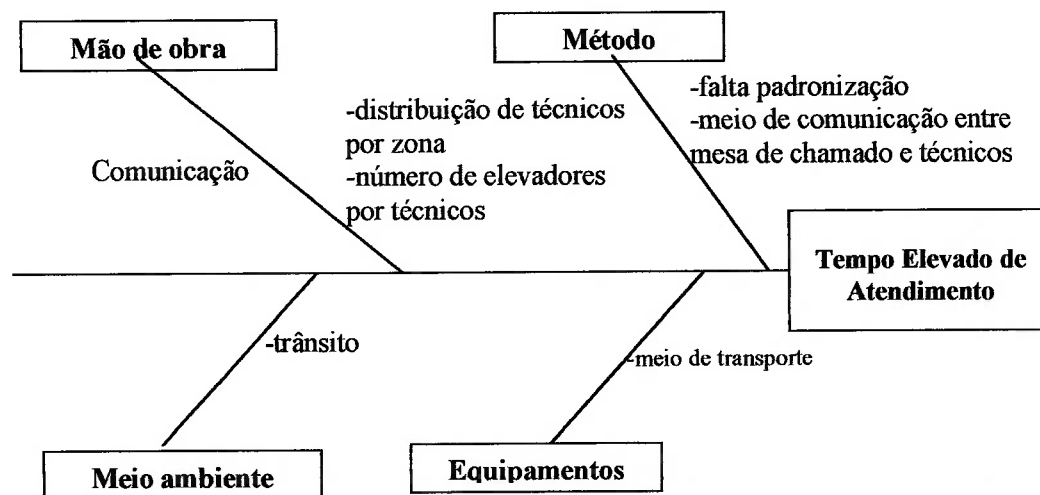 Mão de obra
Método
Comunicação
-distribuição de técnicos
por zona
-número de elevadores
por técnicos
-falta padronização
-meio de comunicação entre
mesa de chamado e técnicos
Tempo Elevado de
Atendimento
-trânsito
-meio de transporte
Meio ambiente
Equipamentos